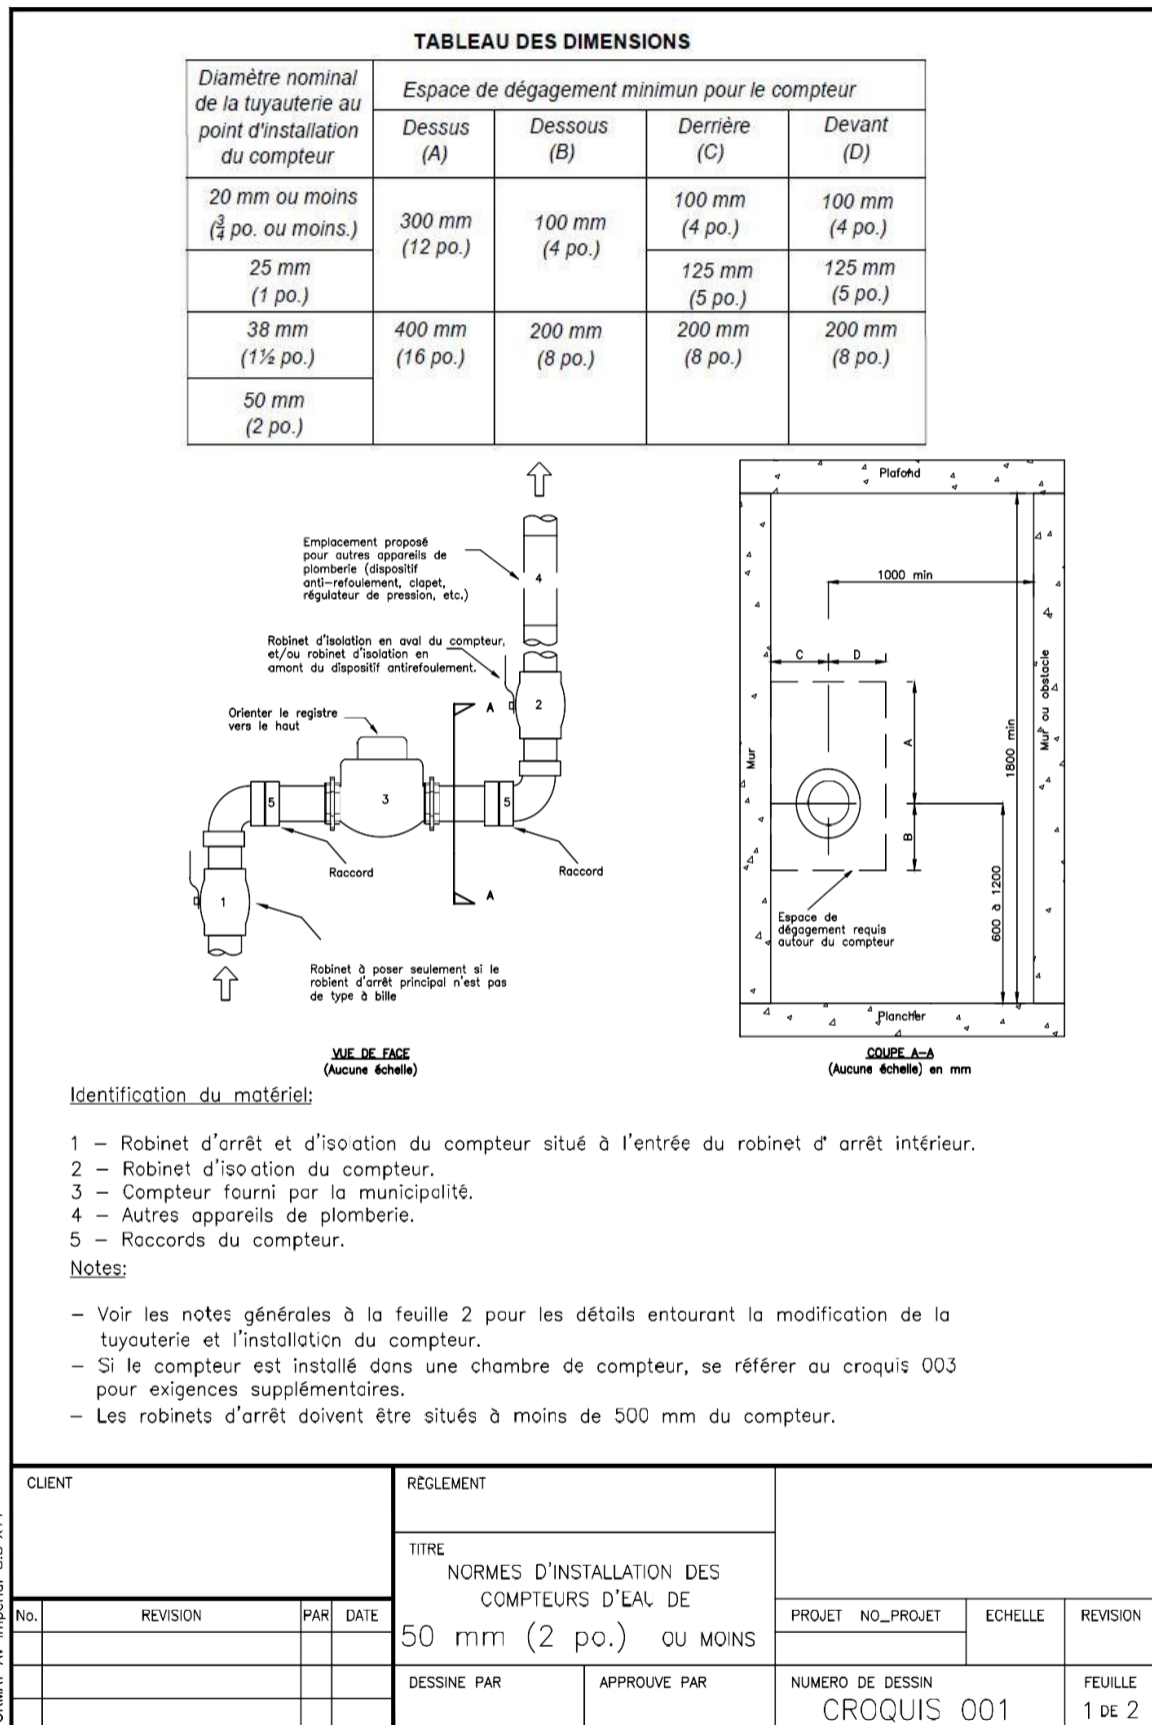 TABLEAU DES DIMENSIONS
Diamètre nominal
de la tuyauterie au
point d'installation
du compteur
Espace de dégagement minimun pour le compteur
Dessus
(A)
Dessous
(B)
Derrière
(C)
Devant
(D)
20 mm ou moins
(¾ po. ou moins.)
300 mm
(12 po.)
100 mm
(4 po.)
100 mm
(4 po.)
100 mm
(4 po.)
25 mm
(1 po.)
125 mm
(5 po.)
125 mm
(5 po.)
38 mm
(1½ po.)
400 mm
(16 po.)
200 mm
(8 po.)
200 mm
(8 po.)
200 mm
(8 po.)
50 mm
(2 po.)
Emplacement proposé
pour autres appareils de
plomberie (dispositif
anti-refoulement, clapet,
régulateur de pression, etc.)
4
Robinet d'isolation en aval du compteur,
et/ou robinet d'isolation en
amont du dispositif antirefoulement.
2
Orienter le registre
vers le haut
A
5
3
5
Raccord
Raccord
A
1
Robinet à poser seulement si le
robient d'arrêt principal n'est pas
de type à bille
VUE DE FACE
(Aucune échelle)
Plafond
1000 min
C
D
Mur
A
B
1800 min
Mur ou obstacle
600 à 1200
Espace de
dégagement requis
autour du compteur
Plancher
COUPE A-A
(Aucune échelle) en mm
Identification du matériel:
1 – Robinet d'arrêt et d'isolation du compteur situé à l'entrée du robinet d' arrêt intérieur.
2 – Robinet d'isolation du compteur.
3 – Compteur fourni par la municipalité.
4 – Autres appareils de plomberie.
5 – Raccords du compteur.
Notes:
– Voir les notes générales à la feuille 2 pour les détails entourant la modification de la
tuyauterie et l'installation du compteur.
– Si le compteur est installé dans une chambre de compteur, se référer au croquis 003
pour exigences supplémentaires.
– Les robinets d'arrêt doivent être situés à moins de 500 mm du compteur.
CLIENT
RÈGLEMENT
TITRE
NORMES D'INSTALLATION DES
COMPTEURS D'EAU DE
50 mm (2 po.) OU MOINS
No.
REVISION
PAR
DATE
PROJET NO_PROJET
ECHELLE
REVISION
DESSINE PAR
APPROUVE PAR
NUMERO DE DESSIN
CROQUIS 001
FEUILLE
1 DE 2